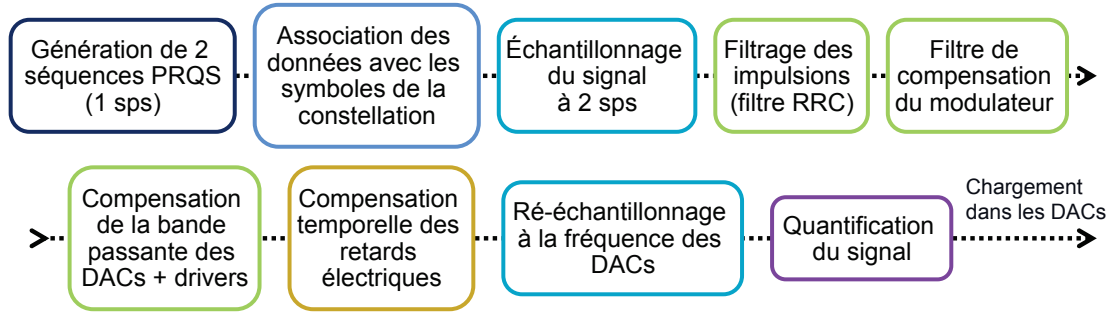 Génération de 2
séquences PRQS
(1 sps)
Association des
données avec les
symboles de la
constellation
Échantillonnage
du signal
à 2 sps
Filtrage des
impulsions
(filtre RRC)
Filtre de
compensation
du modulateur
Compensation
de la bande
passante des
DACs + drivers
Compensation
temporelle des
retards
électriques
Ré-échantillonnage
à la fréquence des
DACs
Quantification
du signal
Chargement
dans les DACs